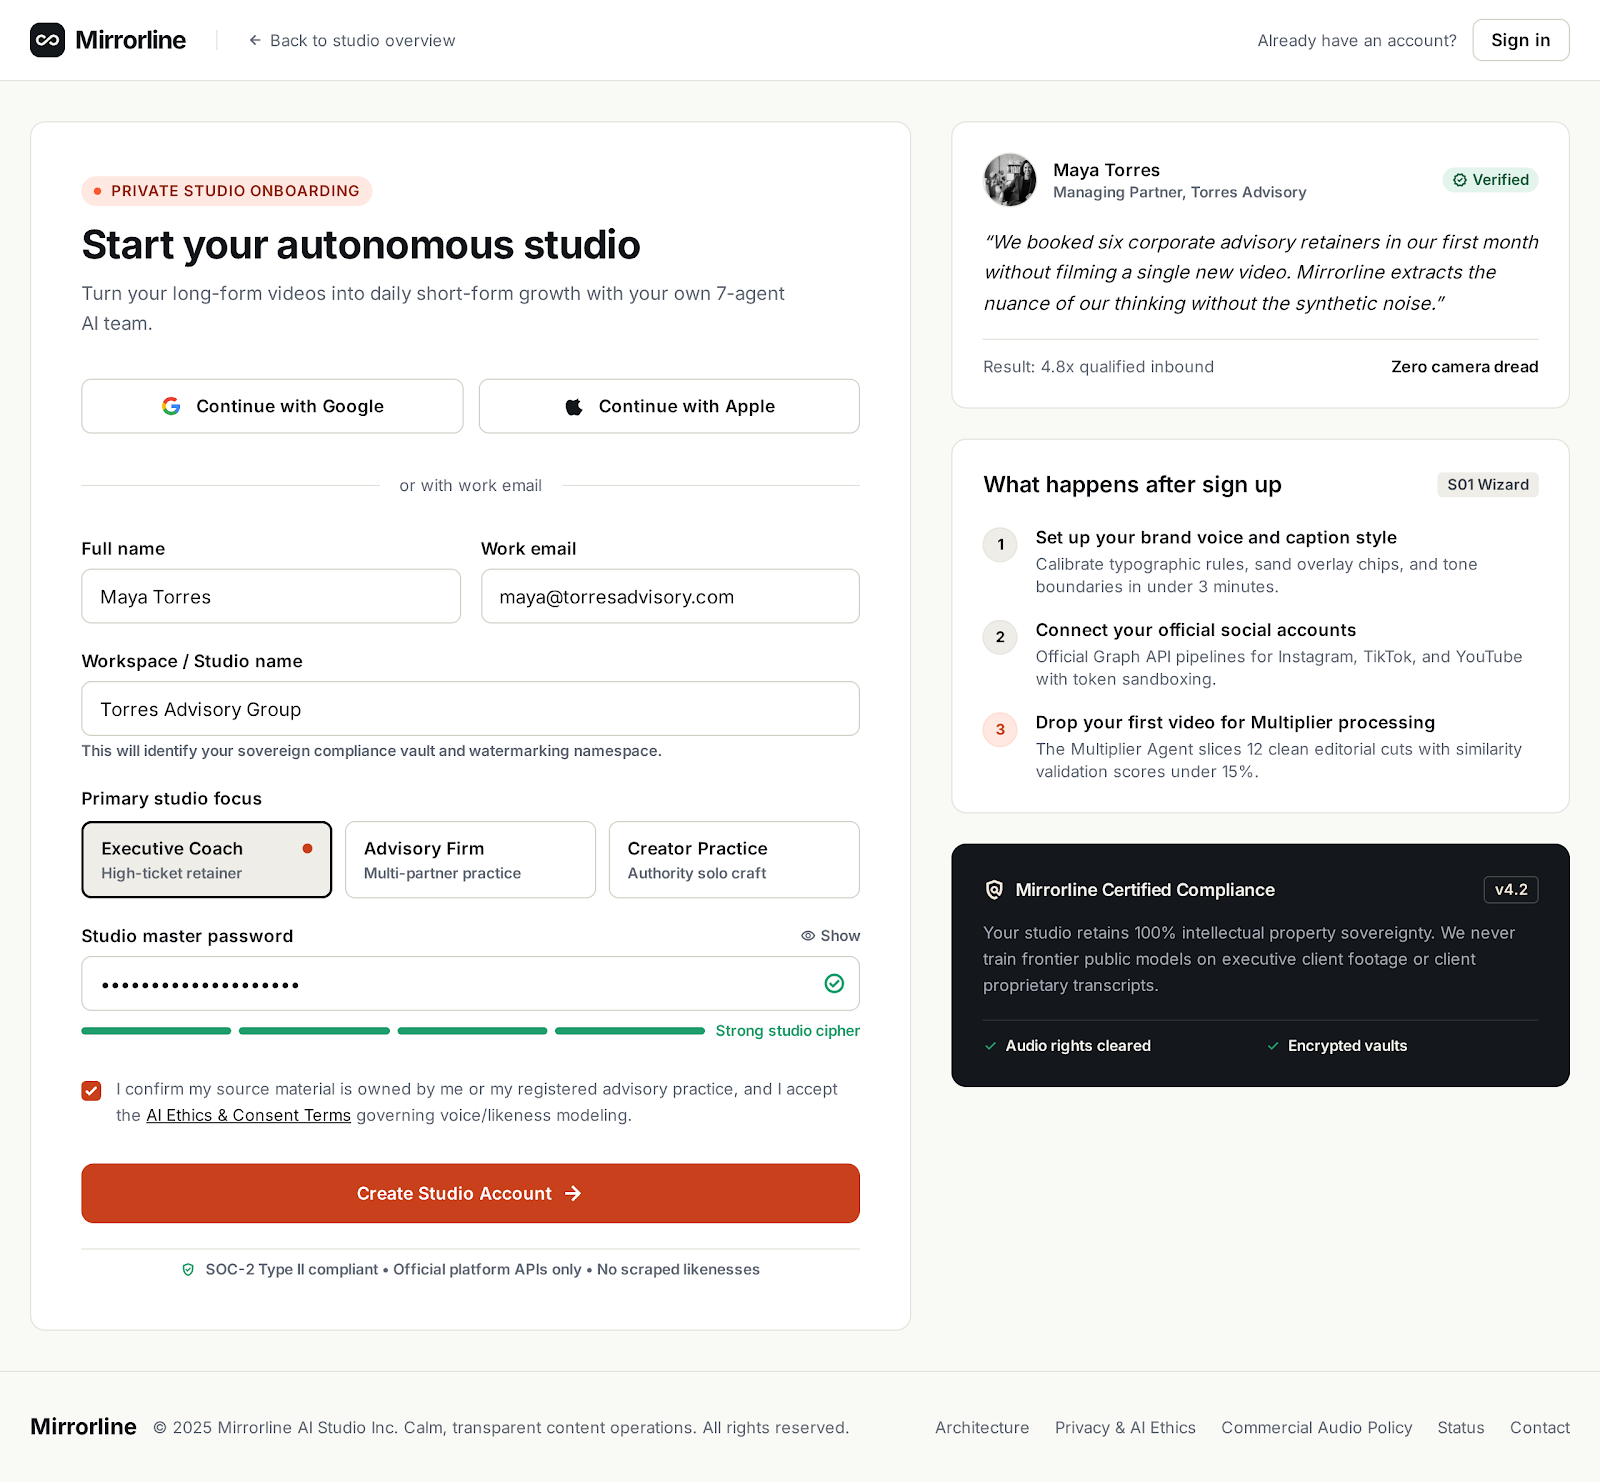 Mirrorline
← Back to studio overview
Already have an account?
Sign in
PRIVATE STUDIO ONBOARDING
Start your autonomous studio
Turn your long-form videos into daily short-form growth with your own 7-agent
AI team.
Continue with Google
Continue with Apple
or with work email
Full name
Work email
Maya Torres
maya@torresadvisory.com
Workspace / Studio name
Torres Advisory Group
This will identify your sovereign compliance vault and watermarking namespace.
Primary studio focus
Executive Coach
High-ticket retainer
Advisory Firm
Multi-partner practice
Creator Practice
Authority solo craft
Studio master password
Show
••••••••••••••••••••
Strong studio cipher
I confirm my source material is owned by me or my registered advisory practice, and I accept
the AI Ethics & Consent Terms governing voice/likeness modeling.
Create Studio Account →
SOC-2 Type II compliant • Official platform APIs only • No scraped likenesses
Maya Torres
Managing Partner, Torres Advisory
Verified
“We booked six corporate advisory retainers in our first month
without filming a single new video. Mirrorline extracts the
nuance of our thinking without the synthetic noise.”
Result: 4.8x qualified inbound
Zero camera dread
What happens after sign up
S01 Wizard
1
Set up your brand voice and caption style
Calibrate typographic rules, sand overlay chips, and tone
boundaries in under 3 minutes.
2
Connect your official social accounts
Official Graph API pipelines for Instagram, TikTok, and YouTube
with token sandboxing.
3
Drop your first video for Multiplier processing
The Multiplier Agent slices 12 clean editorial cuts with similarity
validation scores under 15%.
Mirrorline Certified Compliance
v4.2
Your studio retains 100% intellectual property sovereignty. We never
train frontier public models on executive client footage or client
proprietary transcripts.
Audio rights cleared
Encrypted vaults
Mirrorline
© 2025 Mirrorline AI Studio Inc. Calm, transparent content operations. All rights reserved.
Architecture
Privacy & AI Ethics
Commercial Audio Policy
Status
Contact